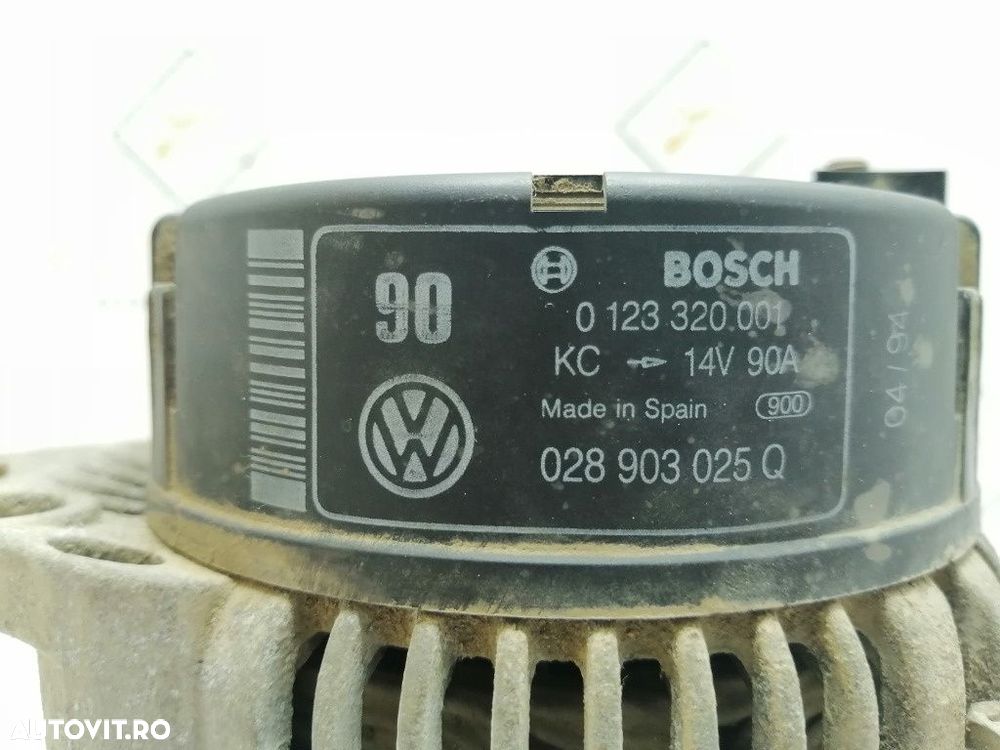 90
BOSCH
0 123 320 001
KC 14V 90A
Made in Spain 900
028 903 025 Q
VW
04/94
AUTOVIT.RO